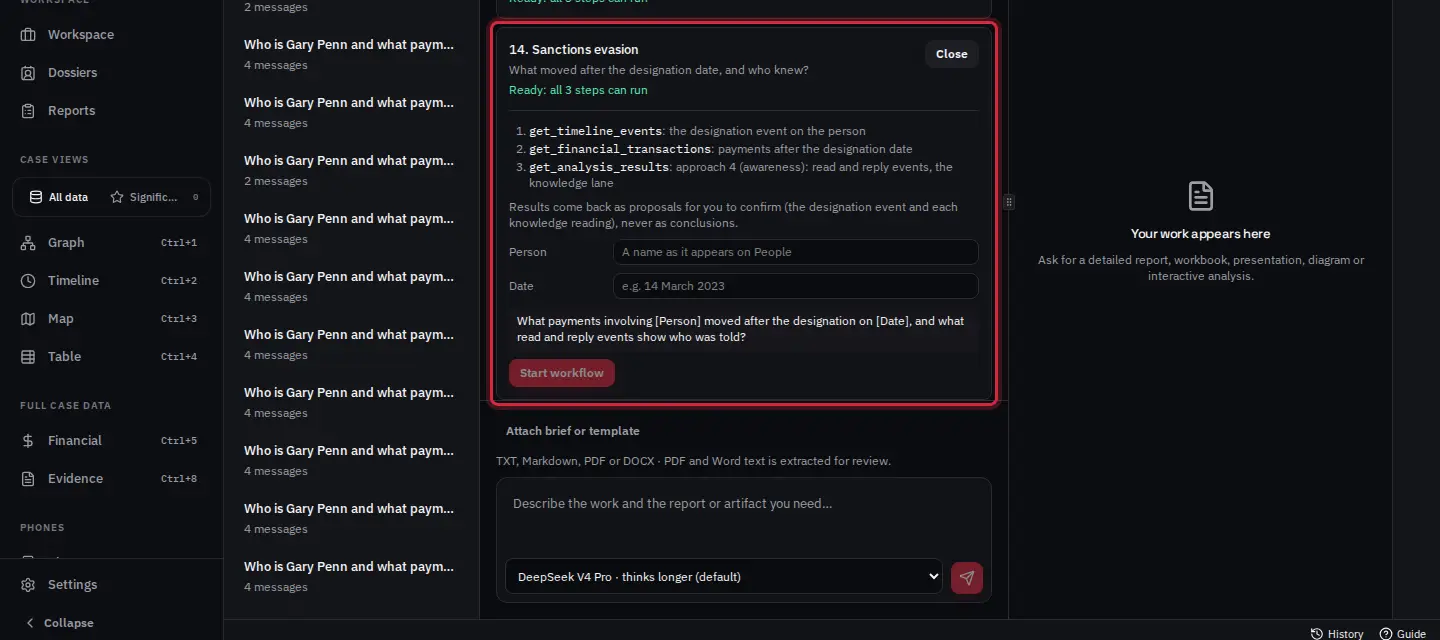 WORKSPACE
Workspace
Dossiers
Reports
CASE VIEWS
All data
Signific...
0
Graph
Ctrl+1
Timeline
Ctrl+2
Map
Ctrl+3
Table
Ctrl+4
FULL CASE DATA
Financial
Ctrl+5
Evidence
Ctrl+8
PHONES
Settings
Collapse
2 messages
Who is Gary Penn and what paym...
4 messages
Who is Gary Penn and what paym...
4 messages
Who is Gary Penn and what paym...
2 messages
Who is Gary Penn and what paym...
4 messages
Who is Gary Penn and what paym...
4 messages
Who is Gary Penn and what paym...
4 messages
Who is Gary Penn and what paym...
4 messages
Who is Gary Penn and what paym...
4 messages
Who is Gary Penn and what paym...
4 messages
Who is Gary Penn and what paym...
4 messages
Ready: all 3 steps can run
14. Sanctions evasion
Close
What moved after the designation date, and who knew?
Ready: all 3 steps can run
1. get_timeline_events: the designation event on the person
2. get_financial_transactions: payments after the designation date
3. get_analysis_results: approach 4 (awareness): read and reply events, the
knowledge lane
Results come back as proposals for you to confirm (the designation event and each
knowledge reading), never as conclusions.
Person
A name as it appears on People
Date
e.g. 14 March 2023
What payments involving [Person] moved after the designation on [Date], and what
read and reply events show who was told?
Start workflow
Attach brief or template
TXT, Markdown, PDF or DOCX · PDF and Word text is extracted for review.
Describe the work and the report or artifact you need...
DeepSeek V4 Pro · thinks longer (default)
Your work appears here
Ask for a detailed report, workbook, presentation, diagram or
interactive analysis.
History
Guide